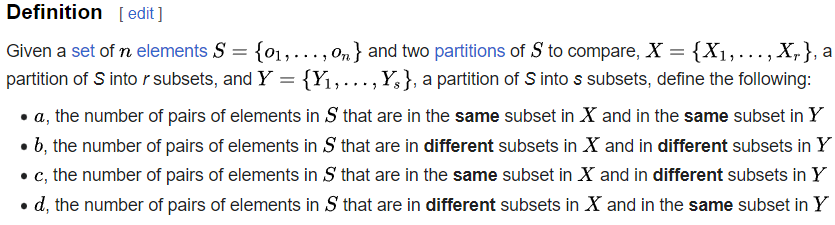 Definition [ edit ]
Given a set of n elements S = {o₁, . . . , oₙ} and two partitions of S to compare, X = {X₁, . . . , Xᵣ}, a
partition of S into r subsets, and Y = {Y₁, . . . , Yₛ}, a partition of S into s subsets, define the following:
• a, the number of pairs of elements in S that are in the same subset in X and in the same subset in Y
• b, the number of pairs of elements in S that are in different subsets in X and in different subsets in Y
• c, the number of pairs of elements in S that are in the same subset in X and in different subsets in Y
• d, the number of pairs of elements in S that are in different subsets in X and in the same subset in Y